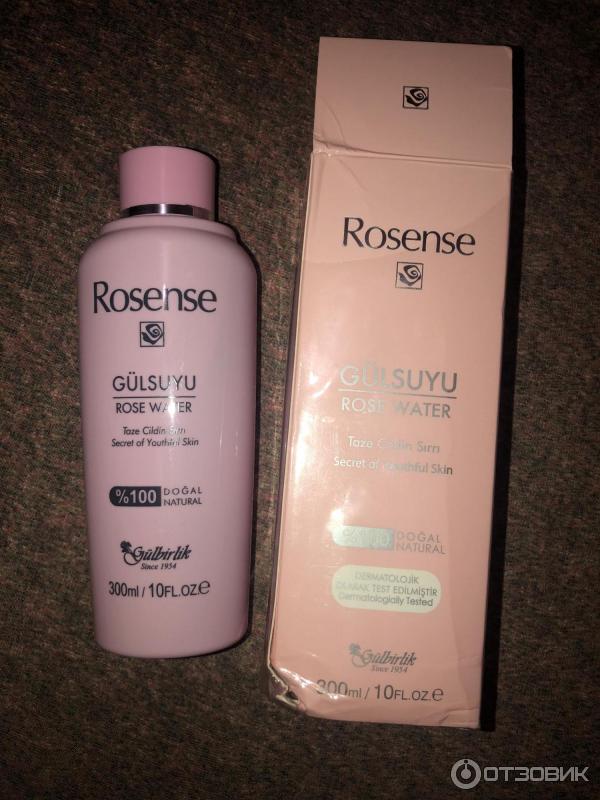 Rosense
GÜLSUYU
ROSE WATER
Taze Cildin Sırrı
Secret of Youthful Skin
%100 DOĞAL
NATURAL
Gülbirlik
Since 1954
300ml / 10FL.OZ.e
Rosense
GÜLSUYU
ROSE WATER
Taze Cildin Sırrı
Secret of Youthful Skin
%100 DOĞAL
NATURAL
DERMATOLOJİK
OLARAK TEST EDİLMİŞTİR
Dermatologially Tested
Gülbirlik
Since 1954
300ml / 10FL.OZ.e
ОТЗОВИК